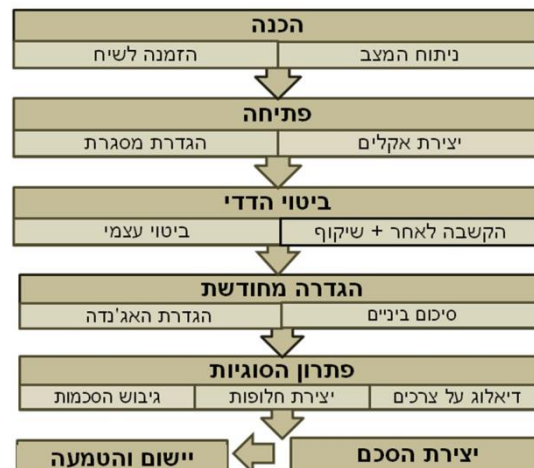 הכנה
ניתוח המצב הזמנה לשיח
פתיחה
יצירת אקלים הגדרת מסגרת
ביטוי הדדי
הקשבה לאחר + שיקוף ביטוי עצמי
הגדרה מחודשת
סיכום ביניים הגדרת האג'נדה
פתרון הסוגיות
דיאלוג על צרכים יצירת חלופות גיבוש הסכמות
יצירת הסכם יישום והטמעה